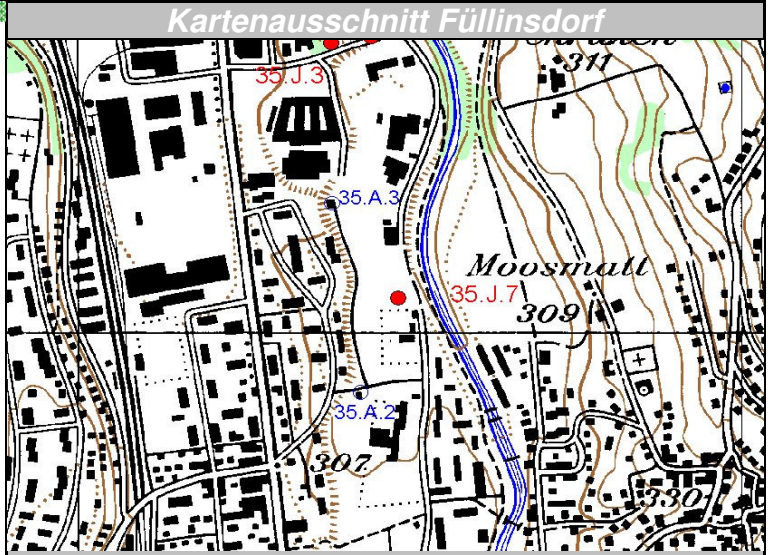 Kartenausschnitt Füllinsdorf
311
35.J.3
35.A.3
Moosmatt
35.J.7
309
35.A.2
307
330